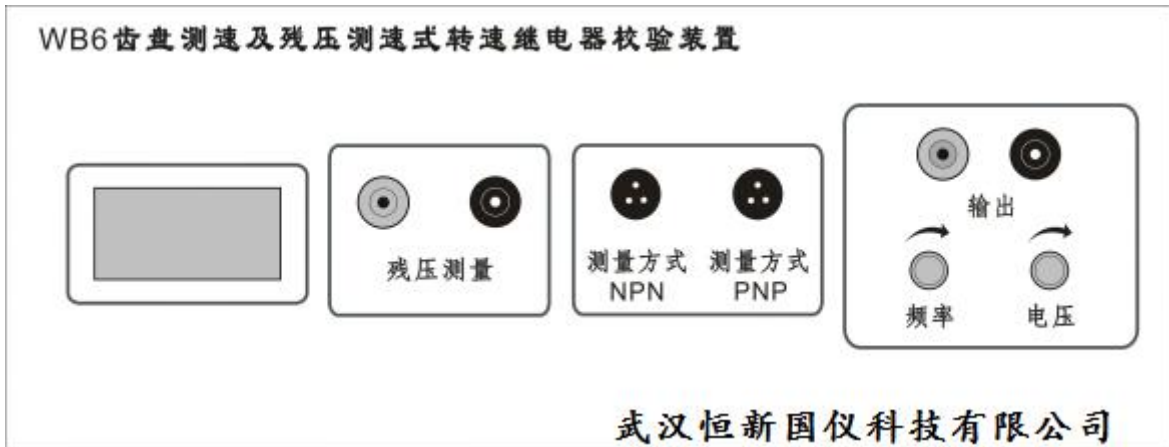 WB6齿盘测速及残压测速式转速继电器校验装置
残压测量
测量方式
NPN
测量方式
PNP
输出
频率
电压
武汉恒新国仪科技有限公司